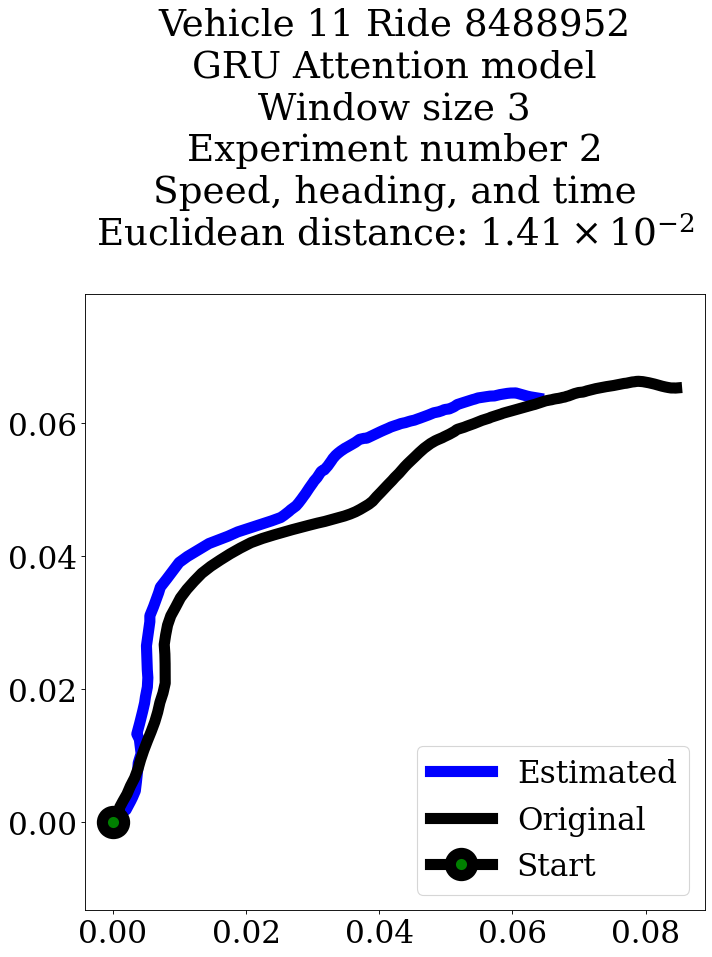 Vehicle 11 Ride 8488952
GRU Attention model
Window size 3
Experiment number 2
Speed, heading, and time
Euclidean distance: 1.41 × 10⁻²
0.06
0.04
0.02
0.00
Estimated
Original
Start
0.00 0.02 0.04 0.06 0.08